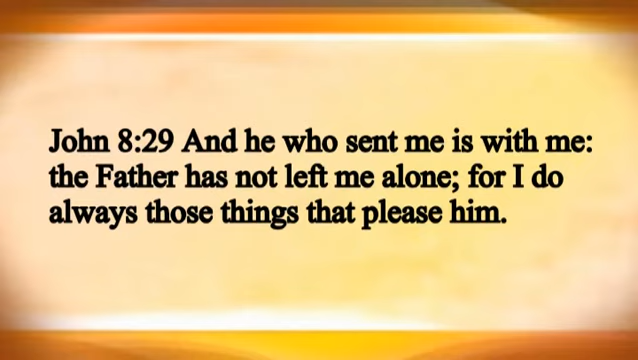 John 8:29 And he who sent me is with me:
the Father has not left me alone; for I do
always those things that please him.